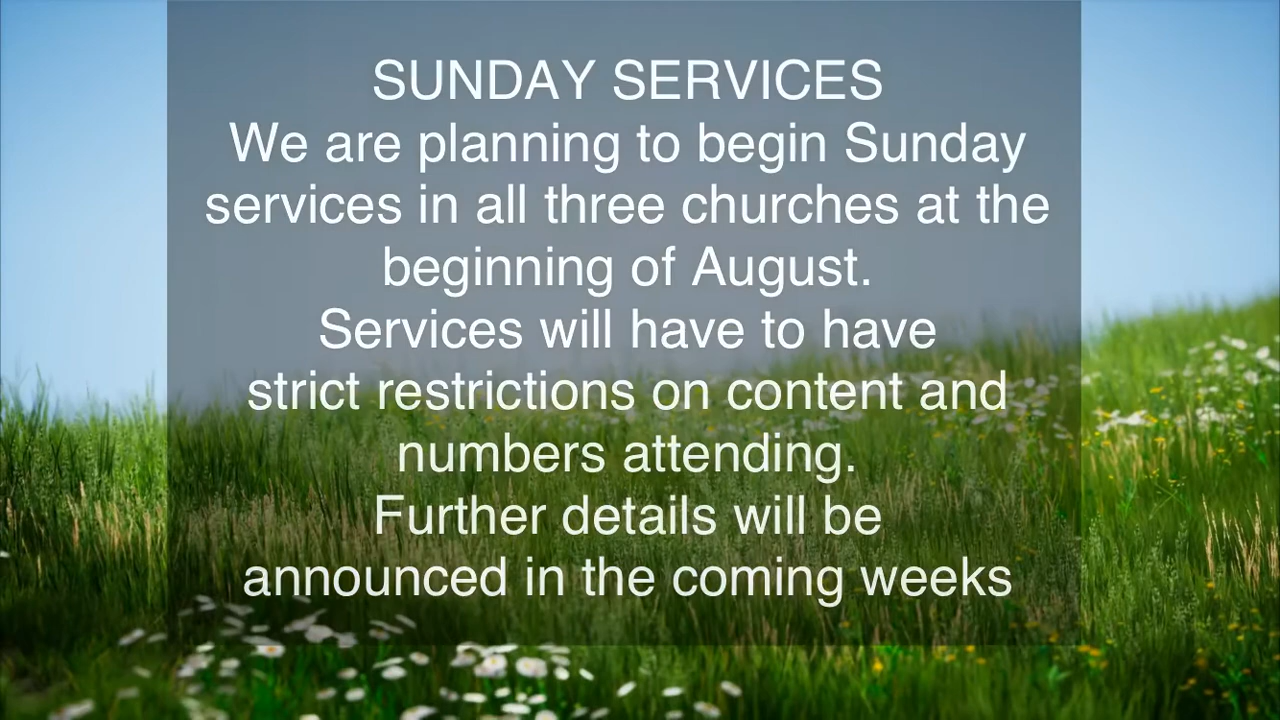 SUNDAY SERVICES
We are planning to begin Sunday
services in all three churches at the
beginning of August.
Services will have to have
strict restrictions on content and
numbers attending.
Further details will be
announced in the coming weeks